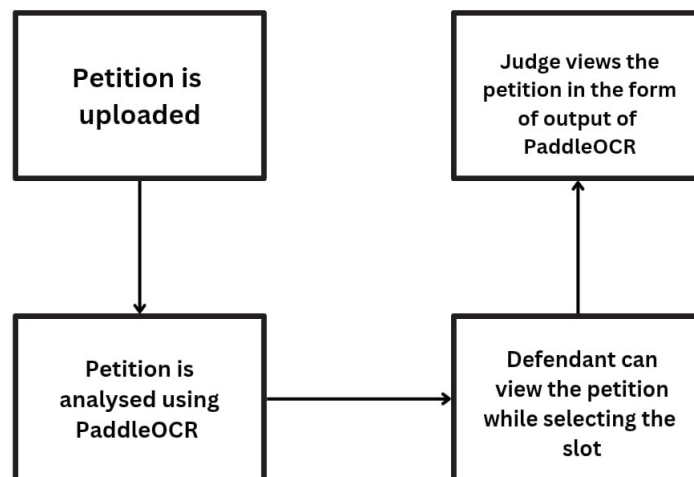 Petition is
uploaded
Petition is
analysed using
PaddleOCR
Defendant can
view the petition
while selecting the
slot
Judge views the
petition in the form
of output of
PaddleOCR